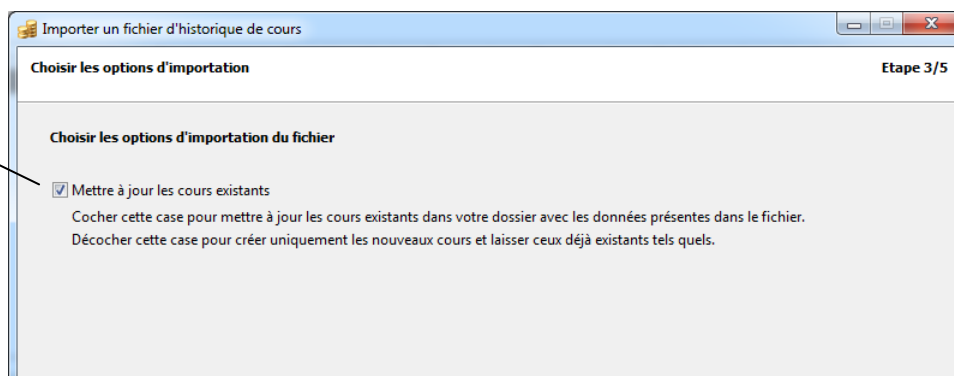 Importer un fichier d'historique de cours
Choisir les options d'importation Etape 3/5
Choisir les options d'importation du fichier
Mettre à jour les cours existants
Cocher cette case pour mettre à jour les cours existants dans votre dossier avec les données présentes dans le fichier.
Décocher cette case pour créer uniquement les nouveaux cours et laisser ceux déjà existants tels quels.